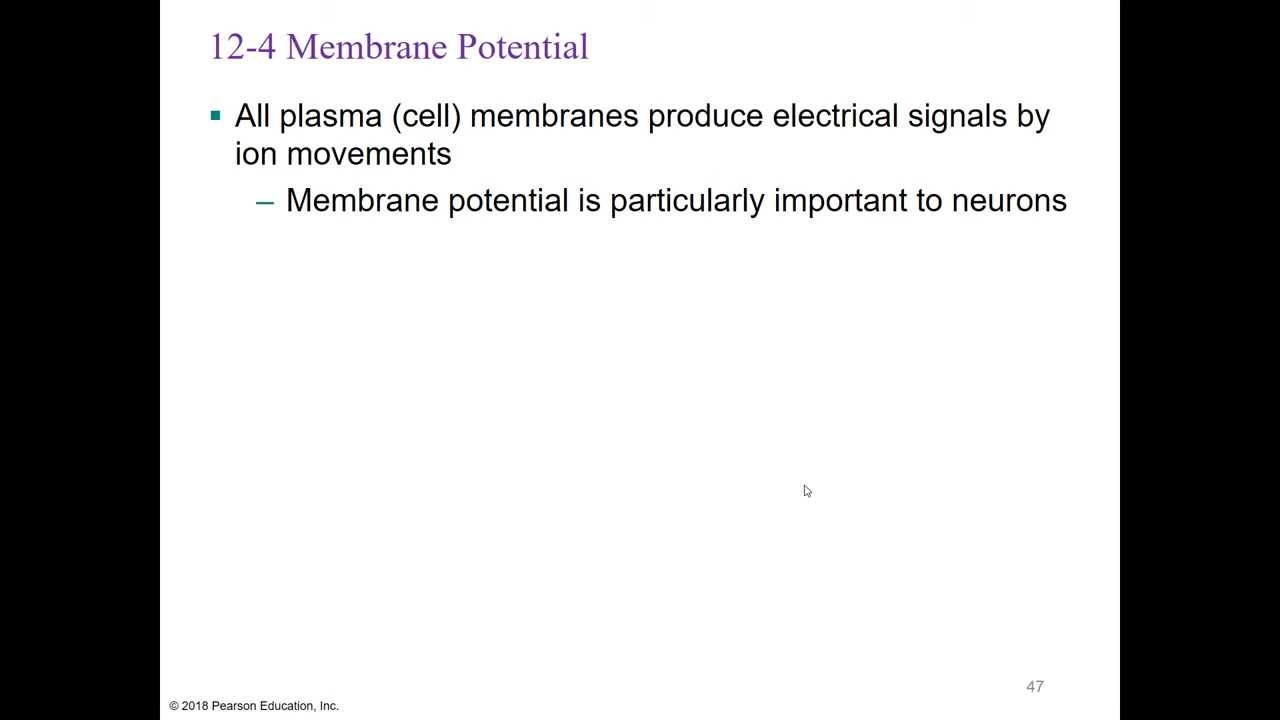 12-4 Membrane Potential
▪ All plasma (cell) membranes produce electrical signals by
ion movements
– Membrane potential is particularly important to neurons
47
© 2018 Pearson Education, Inc.